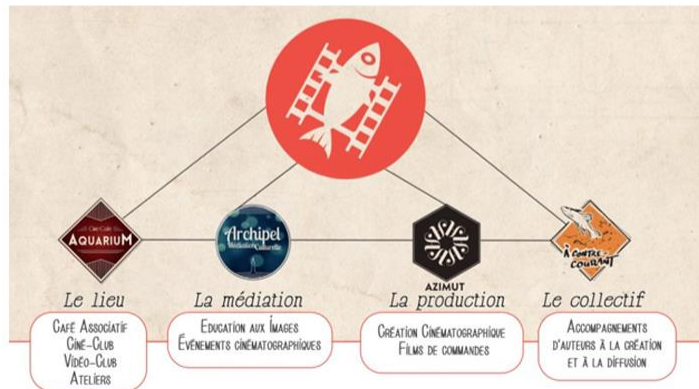 Ciné-Café
AQUARIUM
Archipel
Médiation Culturelle
AZIMUT
À CONTRE-
COURANT
Le lieu
La médiation
La production
Le collectif
CAFÉ ASSOCIATIF
CINÉ-CLUB
VIDÉO-CLUB
ATELIERS
EDUCATION AUX IMAGES
ÉVÉNEMENTS CINÉMATOGRAPHIQUES
CRÉATION CINÉMATOGRAPHIQUE
FILMS DE COMMANDES
ACCOMPAGNEMENTS
D'AUTEURS À LA CRÉATION
ET À LA DIFFUSION